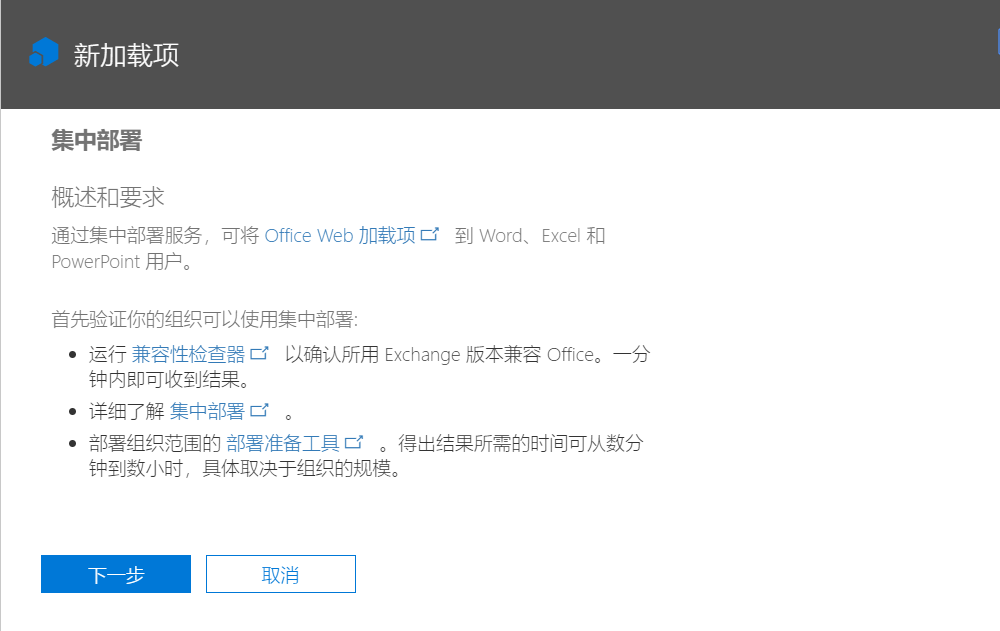 新加载项
集中部署
概述和要求
通过集中部署服务，可将 Office Web 加载项 到 Word、Excel 和
PowerPoint 用户。
首先验证你的组织可以使用集中部署:
运行 兼容性检查器 以确认所用 Exchange 版本兼容 Office。一分
钟内即可收到结果。
详细了解 集中部署 。
部署组织范围的 部署准备工具 。得出结果所需的时间可从数分
钟到数小时，具体取决于组织的规模。
下一步 取消